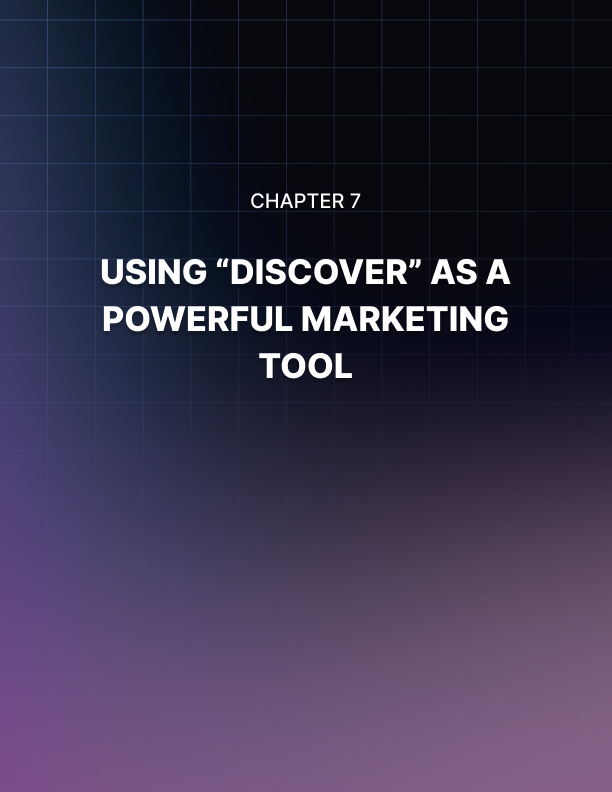 CHAPTER 7
USING “DISCOVER” AS A
POWERFUL MARKETING
TOOL